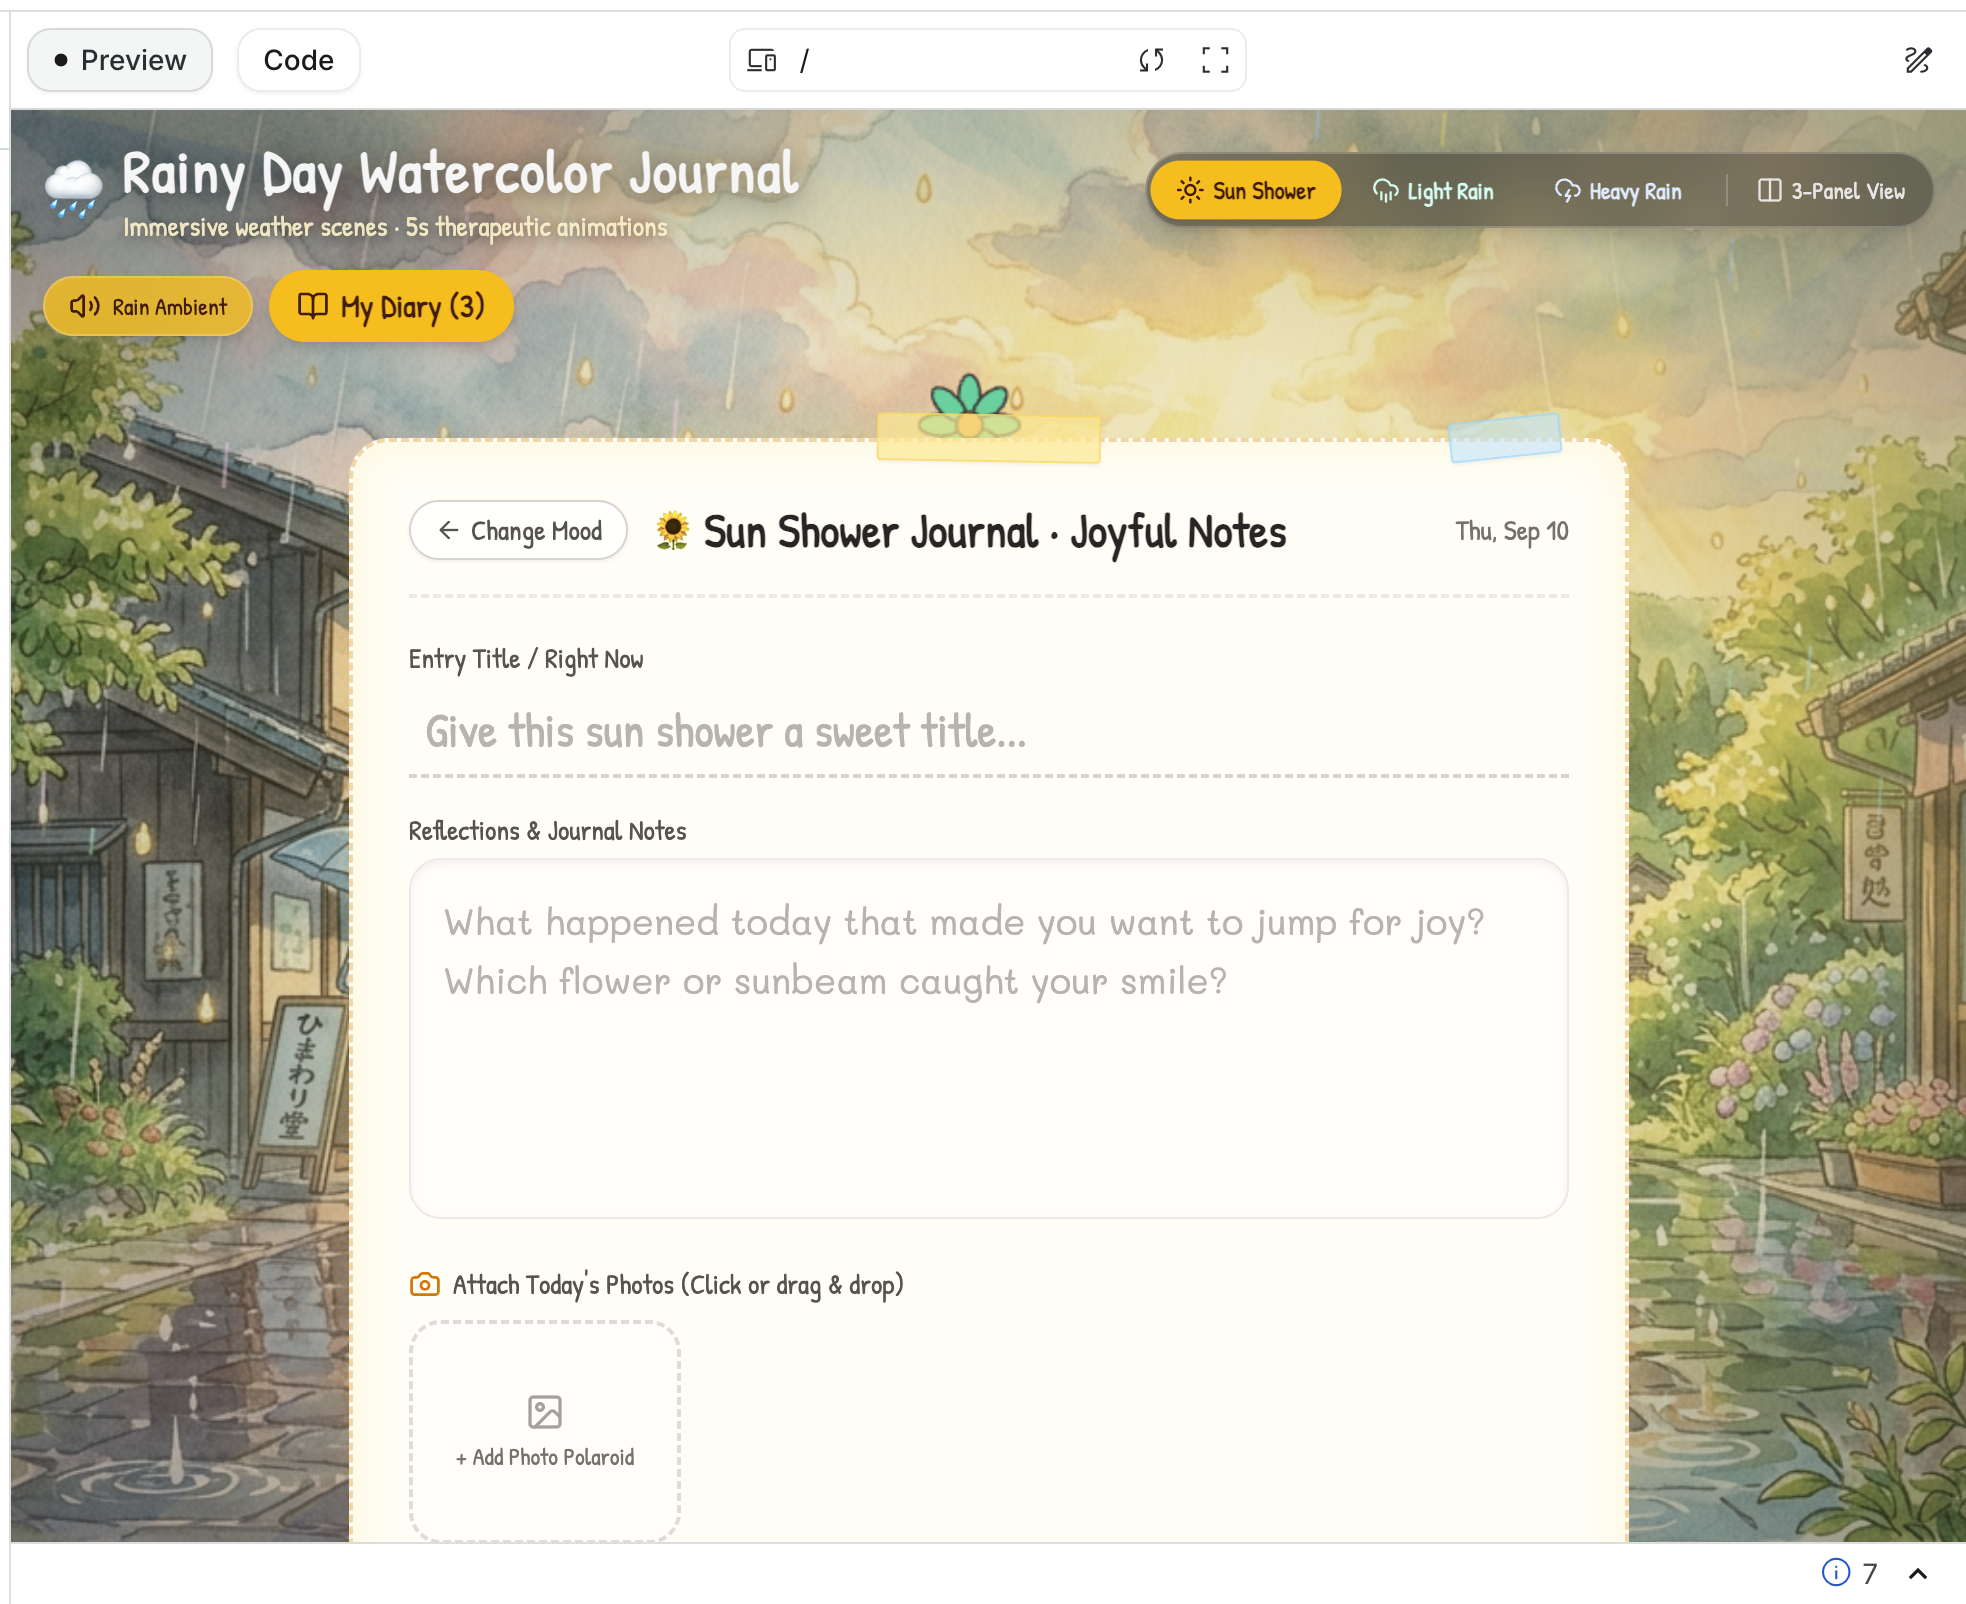 Preview
Code
/
Rainy Day Watercolor Journal
Immersive weather scenes · 5s therapeutic animations
Sun Shower
Light Rain
Heavy Rain
3-Panel View
Rain Ambient
My Diary (3)
Change Mood
Sun Shower Journal · Joyful Notes
Thu, Sep 10
Entry Title / Right Now
Give this sun shower a sweet title...
Reflections & Journal Notes
What happened today that made you want to jump for joy?
Which flower or sunbeam caught your smile?
ひまわり堂
Attach Today's Photos (Click or drag & drop)
+ Add Photo Polaroid
7